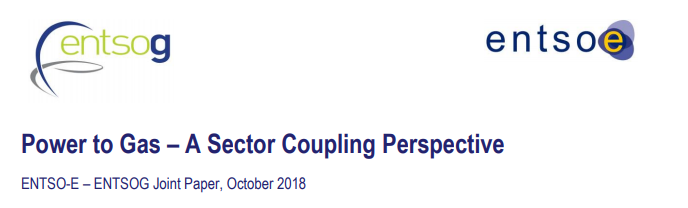 entsog
entsoe
Power to Gas – A Sector Coupling Perspective
ENTSO-E – ENTSOG Joint Paper, October 2018